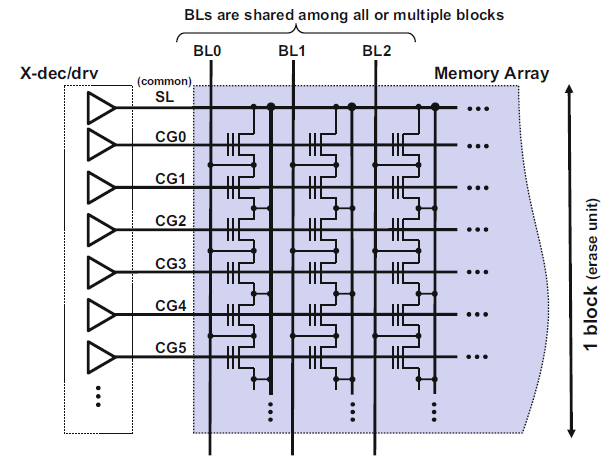 BLs are shared among all or multiple blocks
BL0 BL1 BL2
X-dec/drv
(common)
SL
Memory Array
CG0
CG1
CG2
CG3
CG4
CG5
1 block (erase unit)